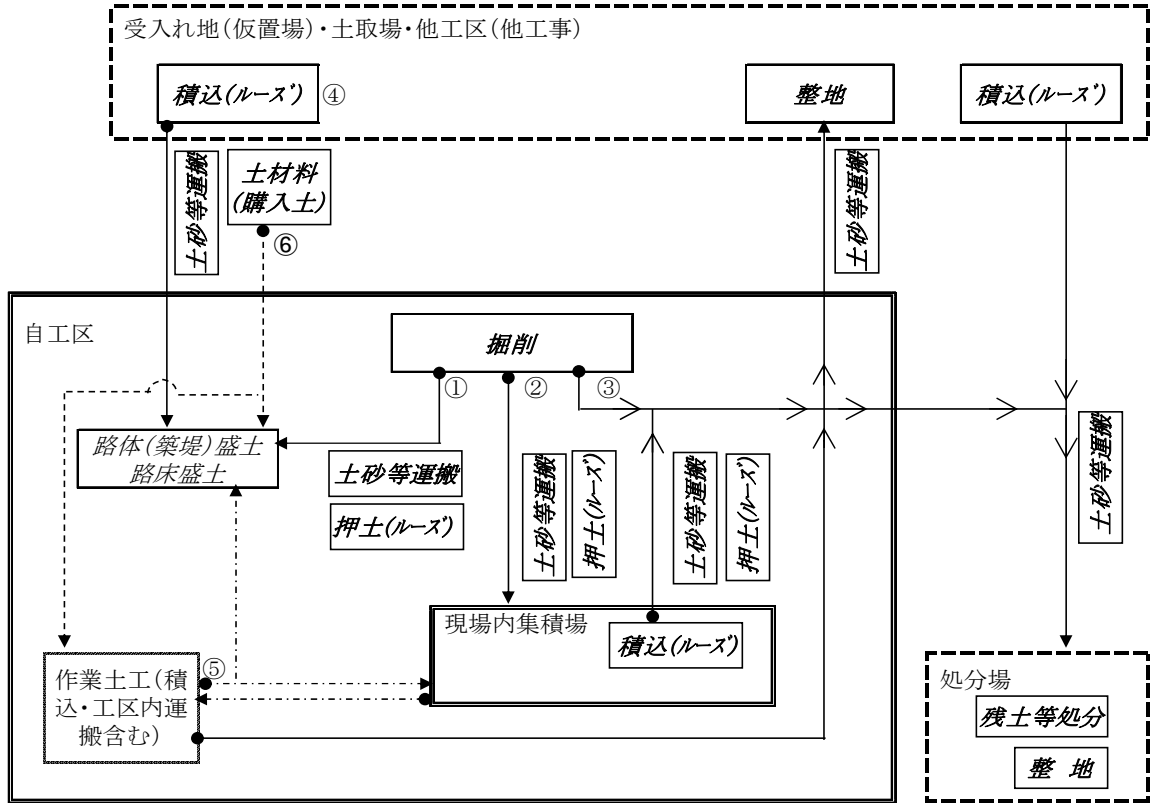 受入れ地(仮置場)・土取場・他工区(他工事)
積込(ルーズ)
④
整地
積込(ルーズ)
土砂等運搬
土材料
(購入土)
⑥
土砂等運搬
自工区
掘削
①
②
③
路体(築堤)盛土
路床盛土
土砂等運搬
押土(ルーズ)
土砂等運搬
押土(ルーズ)
土砂等運搬
押土(ルーズ)
土砂等運搬
現場内集積場
積込(ルーズ)
作業土工(積
込・工区内運
搬含む)
⑤
処分場
残土等処分
整 地